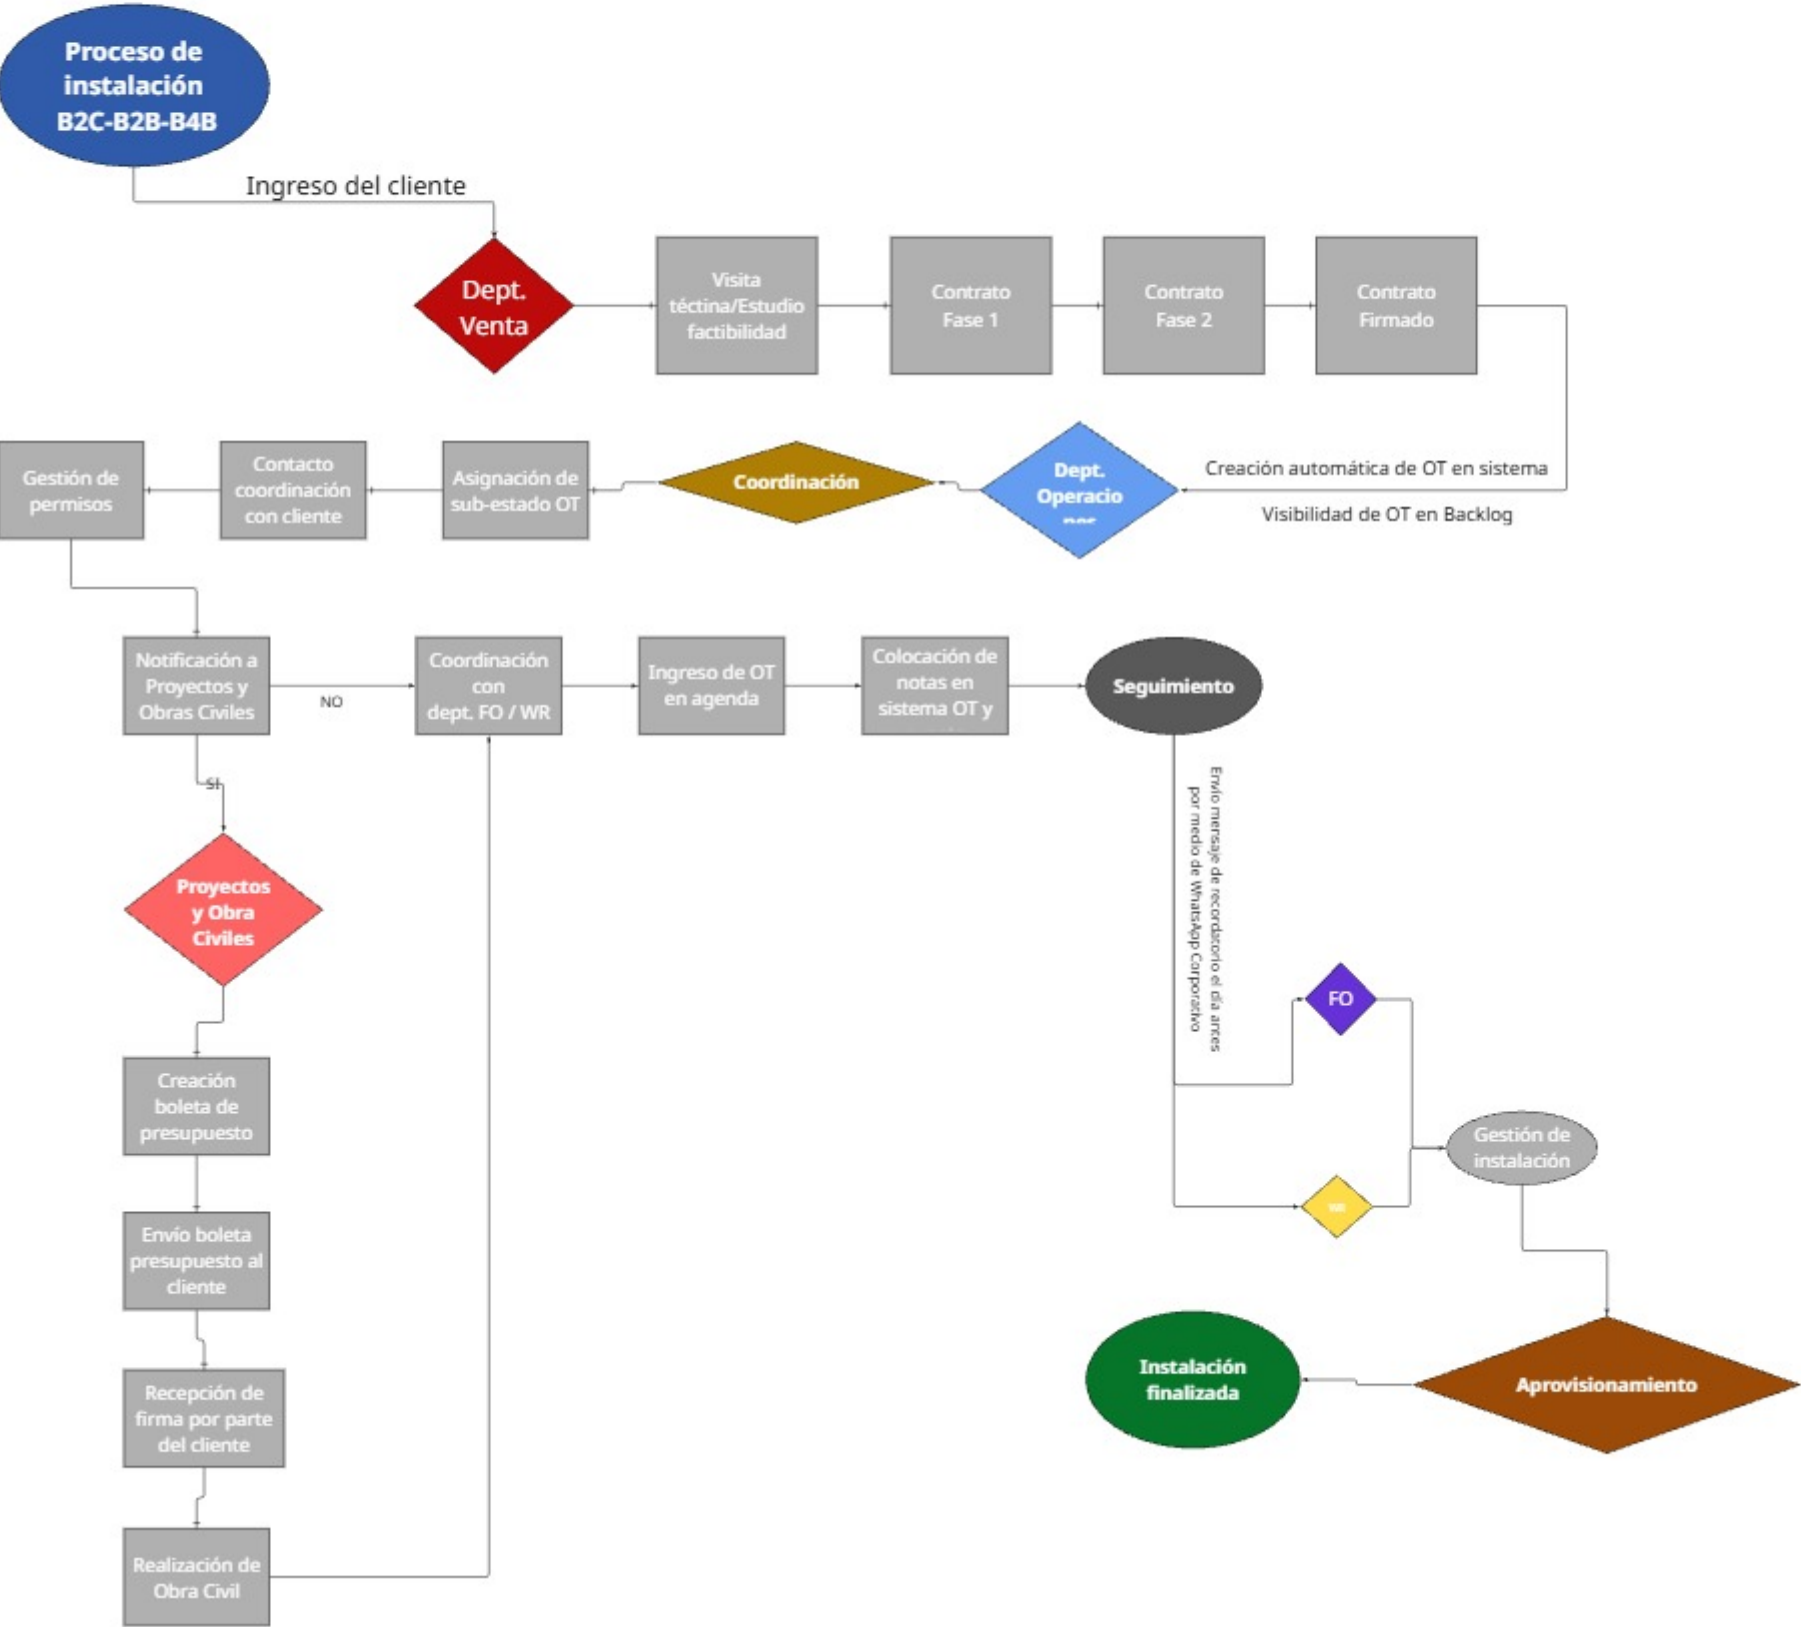 Proceso de
instalación
B2C-B2B-B4B
Ingreso del cliente
Dept.
Venta
Visita
téctina/Estudio
factibilidad
Contrato
Fase 1
Contrato
Fase 2
Contrato
Firmado
Creación automática de OT en sistema
Visibilidad de OT en Backlog
Dept.
Operacio
Coordinación
Asignación de
sub-estado OT
Contacto
coordinación
con cliente
Gestión de
permisos
Notificación a
Proyectos y
Obras Civiles
NO
Coordinación
con
dept. FO / WR
Ingreso de OT
en agenda
Colocación de
notas en
sistema OT y
Seguimiento
SI
Proyectos
y Obra
Civiles
Envío mensaje de recordatorio el día antes
por medio de WhatsApp Corporativo
FO
Creación
boleta de
presupuesto
Gestión de
instalación
Envío boleta
presupuesto al
cliente
Recepción de
firma por parte
del cliente
Instalación
finalizada
Aprovisionamiento
Realización de
Obra Civil